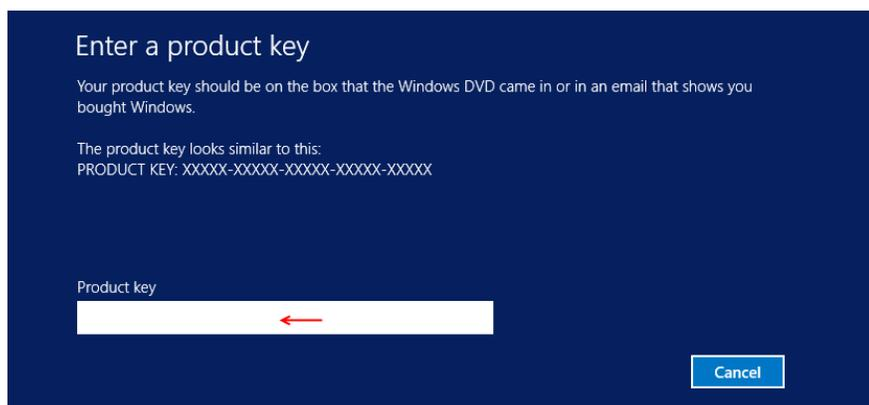 Enter a product key
Your product key should be on the box that the Windows DVD came in or in an email that shows you
bought Windows.
The product key looks similar to this:
PRODUCT KEY: XXXXX-XXXXX-XXXXX-XXXXX-XXXXX
Product key
Cancel